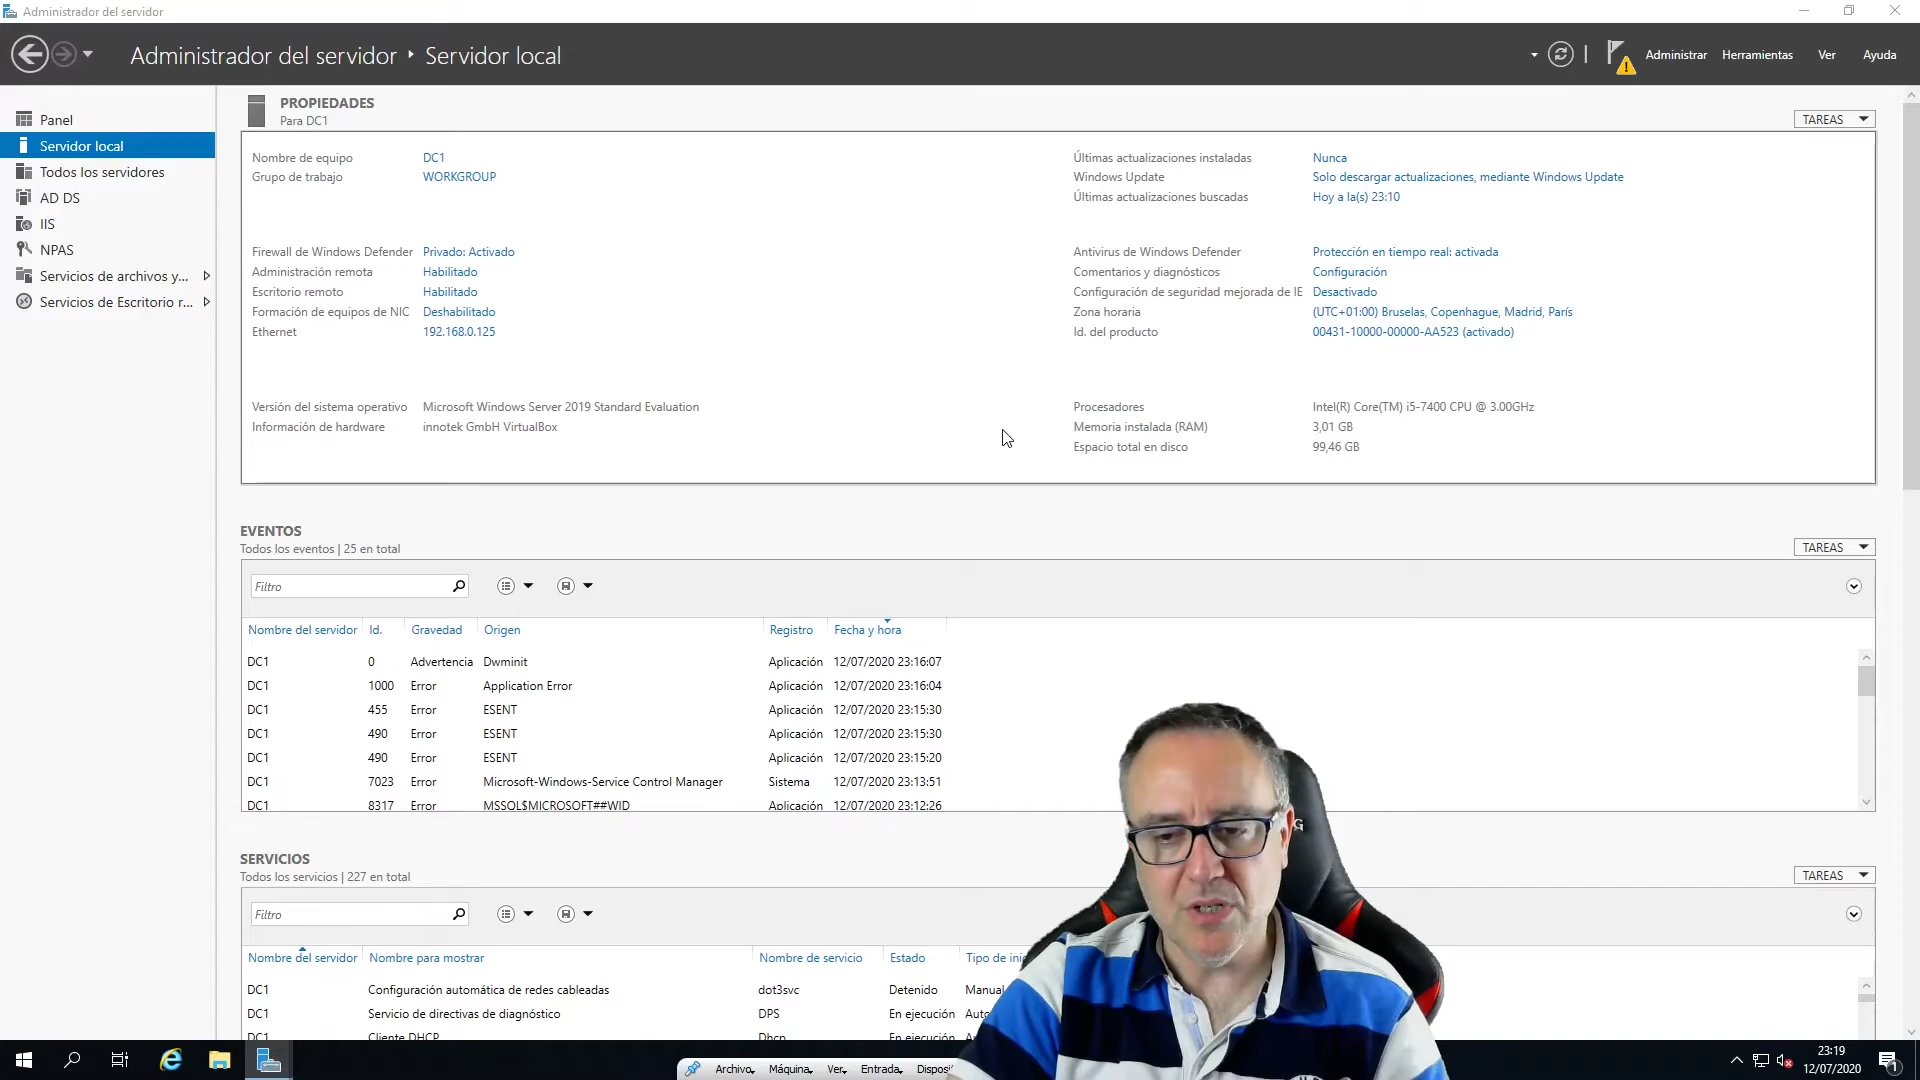 Administrador del servidor
Administrador del servidor ‣ Servidor local
Administrar Herramientas Ver Ayuda
Panel
Servidor local
Todos los servidores
AD DS
IIS
NPAS
Servicios de archivos y...
Servicios de Escritorio r...
PROPIEDADES
Para DC1
TAREAS
Nombre de equipo DC1
Grupo de trabajo WORKGROUP
Últimas actualizaciones instaladas Nunca
Windows Update Solo descargar actualizaciones, mediante Windows Update
Últimas actualizaciones buscadas Hoy a la(s) 23:10
Firewall de Windows Defender Privado: Activado
Administración remota Habilitado
Escritorio remoto Habilitado
Formación de equipos de NIC Deshabilitado
Ethernet 192.168.0.125
Antivirus de Windows Defender Protección en tiempo real: activada
Comentarios y diagnósticos Configuración
Configuración de seguridad mejorada de IE Desactivado
Zona horaria (UTC+01:00) Bruselas, Copenhague, Madrid, París
Id. del producto 00431-10000-00000-AA523 (activado)
Versión del sistema operativo Microsoft Windows Server 2019 Standard Evaluation
Información de hardware innotek GmbH VirtualBox
Procesadores Intel(R) Core(TM) i5-7400 CPU @ 3.00GHz
Memoria instalada (RAM) 3,01 GB
Espacio total en disco 99,46 GB
EVENTOS
Todos los eventos | 25 en total
TAREAS
Filtro
Nombre del servidor Id. Gravedad Origen Registro Fecha y hora
DC1 0 Advertencia Dwminit Aplicación 12/07/2020 23:16:07
DC1 1000 Error Application Error Aplicación 12/07/2020 23:16:04
DC1 455 Error ESENT Aplicación 12/07/2020 23:15:30
DC1 490 Error ESENT Aplicación 12/07/2020 23:15:30
DC1 490 Error ESENT Aplicación 12/07/2020 23:15:20
DC1 7023 Error Microsoft-Windows-Service Control Manager Sistema 12/07/2020 23:13:51
DC1 8317 Error MSSQL$MICROSOFT##WID Aplicación 12/07/2020 23:12:26
SERVICIOS
Todos los servicios | 227 en total
TAREAS
Filtro
Nombre del servidor Nombre para mostrar Nombre de servicio Estado Tipo de inic
DC1 Configuración automática de redes cableadas dot3svc Detenido Manual
DC1 Servicio de directivas de diagnóstico DPS En ejecución Auto
DC1 Cliente DHCP Dhcp En ejecución Auto
Archivo Máquina Ver Entrada Disposi
23:19
12/07/2020
1